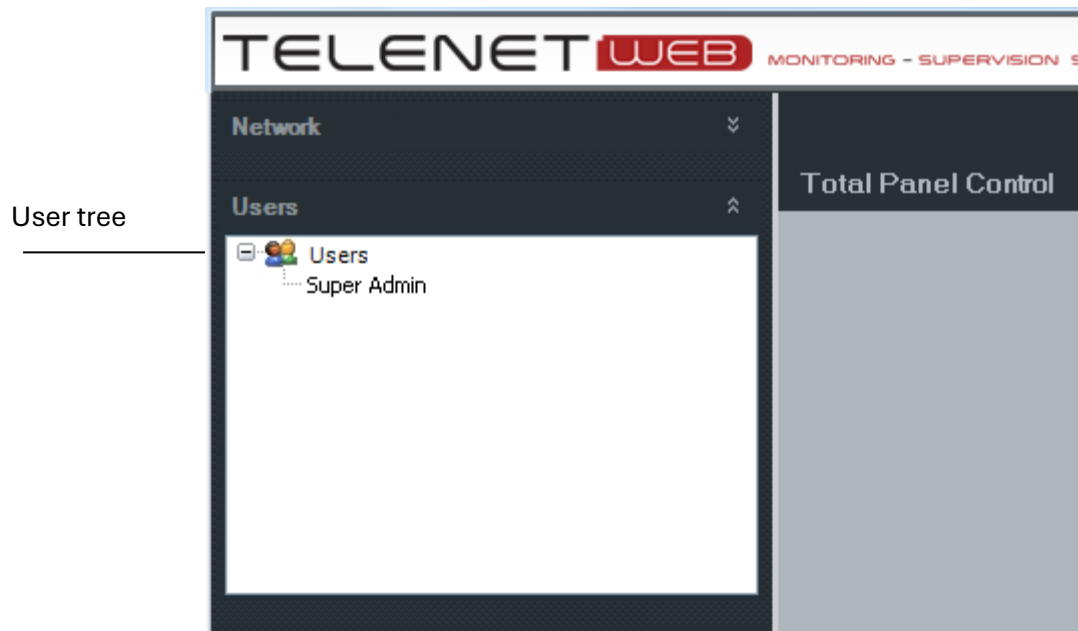 TELENET WEB MONITORING - SUPERVISION
Network
Total Panel Control
Users
User tree
Users
Super Admin